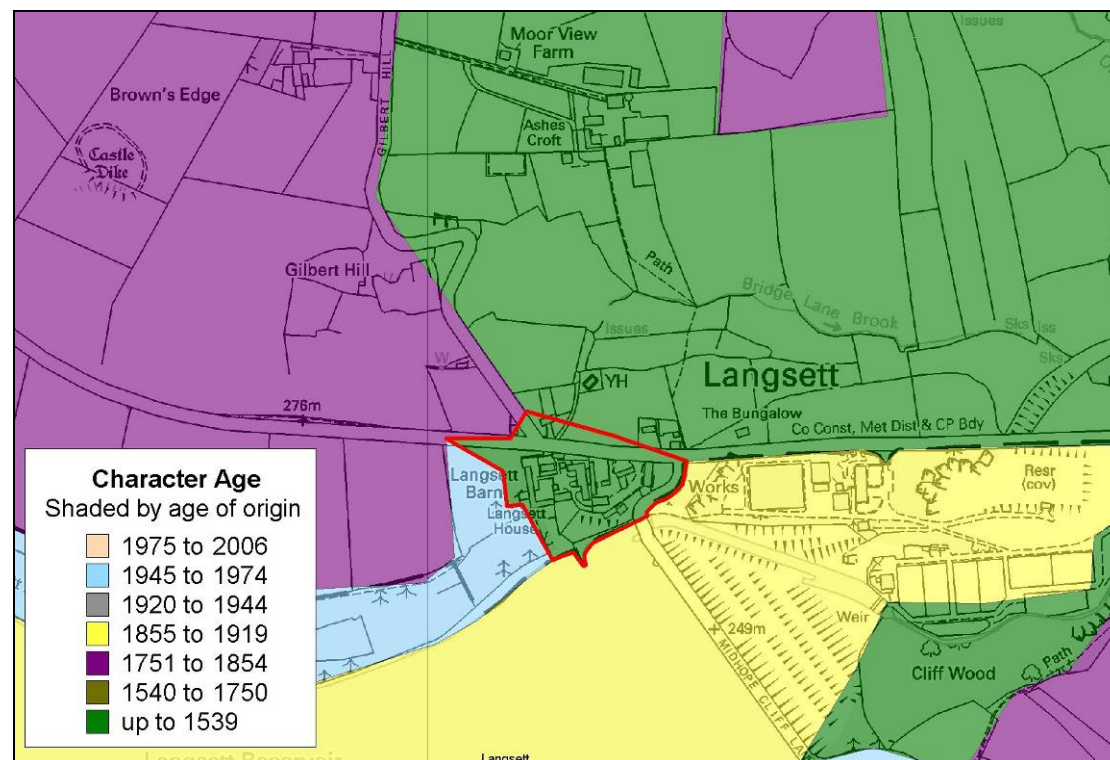 Issues
Moor View
Farm
GILBERT HILL
Brown's Edge
Ashes
Croft
Castle
Dike
Path
Gilbert Hill
Bridge Lane Brook
Issues
Sks Iss
Sks
W
YH
Langsett
276m
The Bungalow
Co Const, Met Dist & CP Bdy
Langsett
Barn
Works
Resr
(cov)
Langsett
House
Weir
249m
MIDHOPE CLIFF LA
Cliff Wood
Path
Character Age
Shaded by age of origin
1975 to 2006
1945 to 1974
1920 to 1944
1855 to 1919
1751 to 1854
1540 to 1750
up to 1539
Langsett Reservoir
Langsett